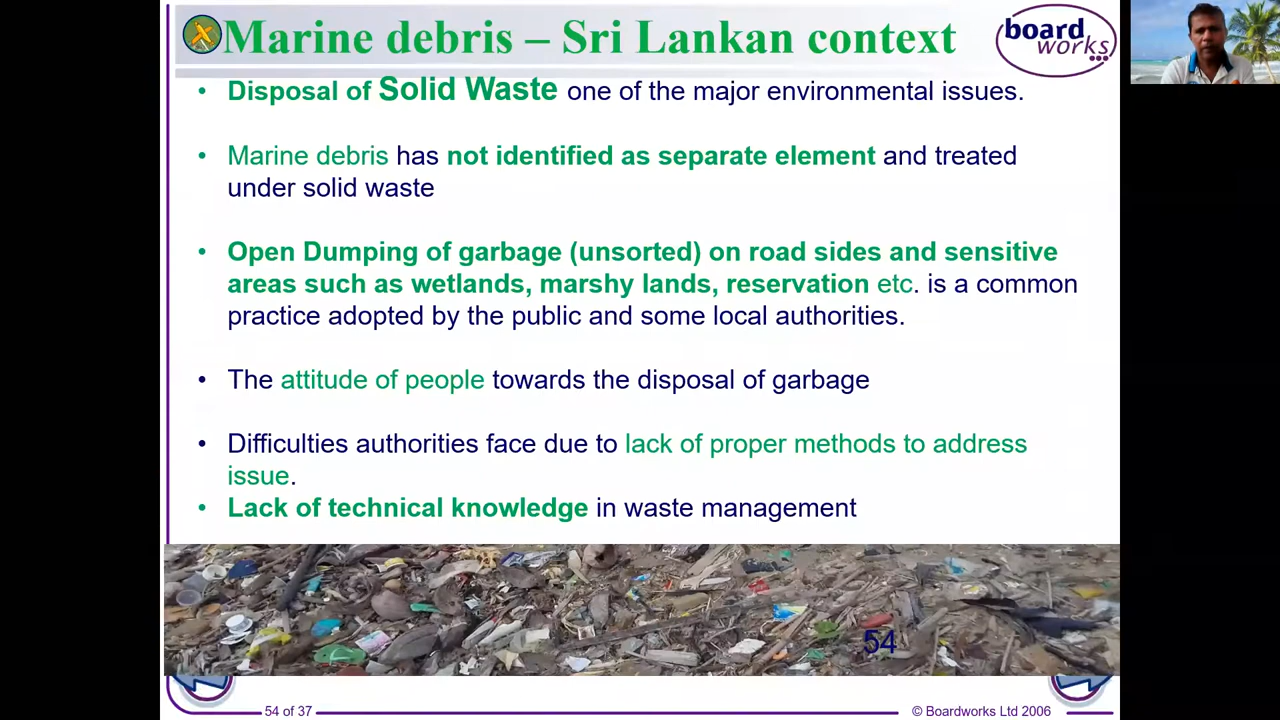 Marine debris – Sri Lankan context
board
works
• Disposal of Solid Waste one of the major environmental issues.
• Marine debris has not identified as separate element and treated
under solid waste
• Open Dumping of garbage (unsorted) on road sides and sensitive
areas such as wetlands, marshy lands, reservation etc. is a common
practice adopted by the public and some local authorities.
• The attitude of people towards the disposal of garbage
• Difficulties authorities face due to lack of proper methods to address
issue.
• Lack of technical knowledge in waste management
54
54 of 37
© Boardworks Ltd 2006